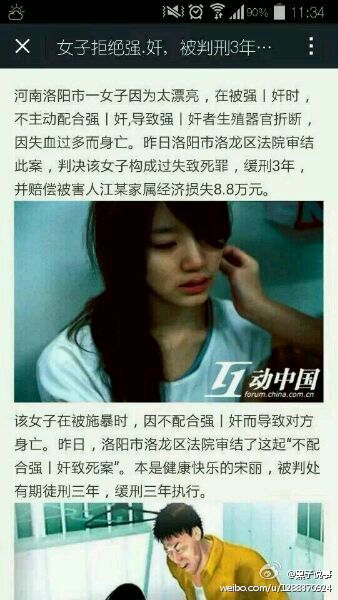 90% 11:34
女子拒绝强.奸，被判刑3年…
河南洛阳市一女子因为太漂亮，在被强丨奸时，
不主动配合强丨奸,导致强丨奸者生殖器官折断，
因失血过多而身亡。昨日洛阳市洛龙区法院审结
此案，判决该女子构成过失致死罪，缓刑3年，
并赔偿被害人江某家属经济损失8.8万元。
动中国
forum.china.com.cn
该女子在被施暴时，因不配合强丨奸而导致对方
身亡。昨日，洛阳市洛龙区法院审结了这起“不配
合强丨奸致死案”。本是健康快乐的宋丽，被判处
有期徒刑三年，缓刑三年执行。